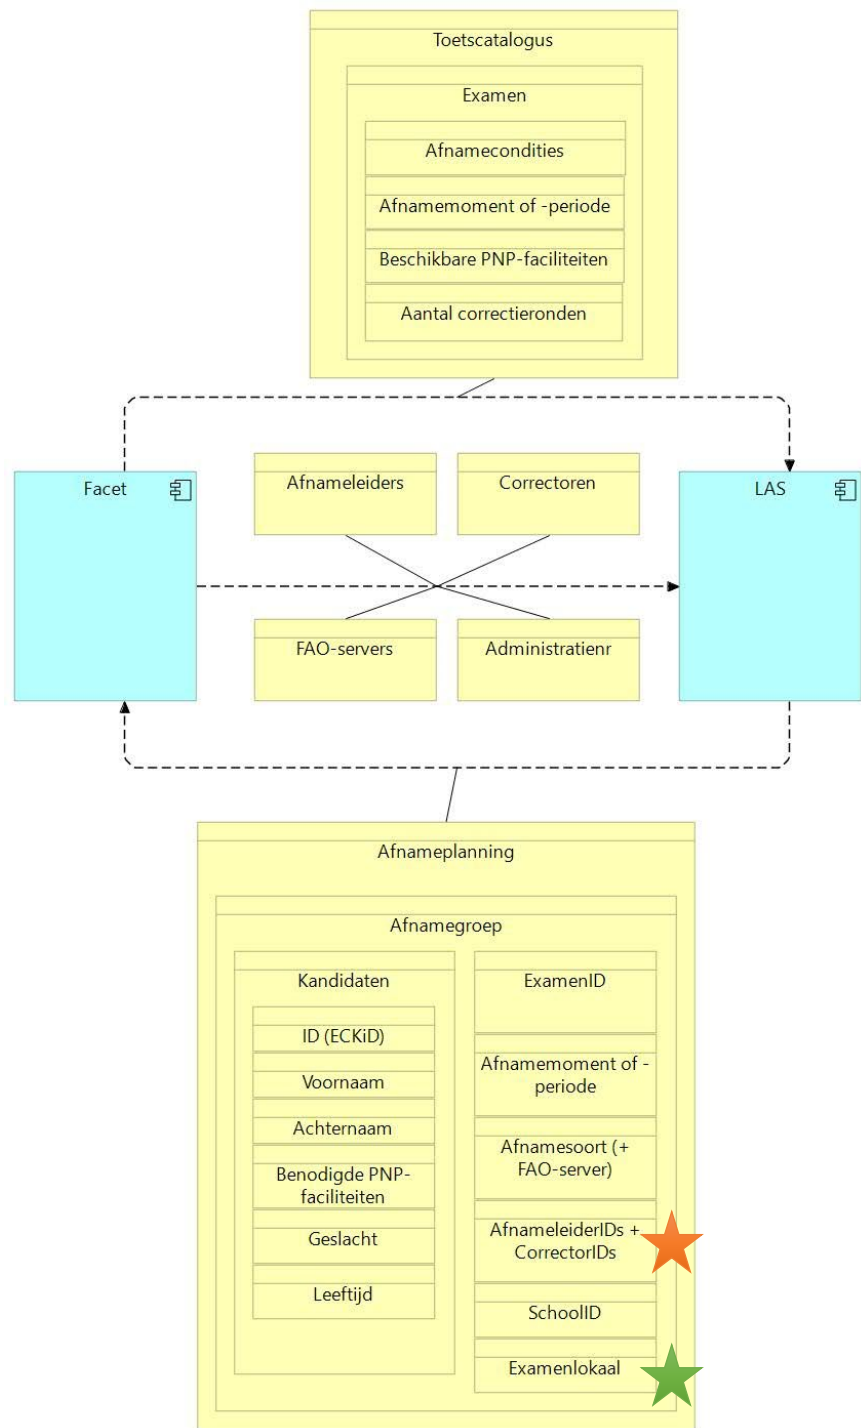 Toetscatalogus
Examen
Afnamecondities
Afnamemoment of -periode
Beschikbare PNP-faciliteiten
Aantal correctieronden
Facet
Afnameleiders
Correctoren
LAS
FAO-servers
Administratienr
Afnameplanning
Afnamegroep
Kandidaten
ID (ECKiD)
Voornaam
Achternaam
Benodigde PNP-
faciliteiten
Geslacht
Leeftijd
ExamenID
Afnamemoment of -
periode
Afnamesoort (+
FAO-server)
AfnameleiderIDs +
CorrectorIDs
SchoolID
Examenlokaal